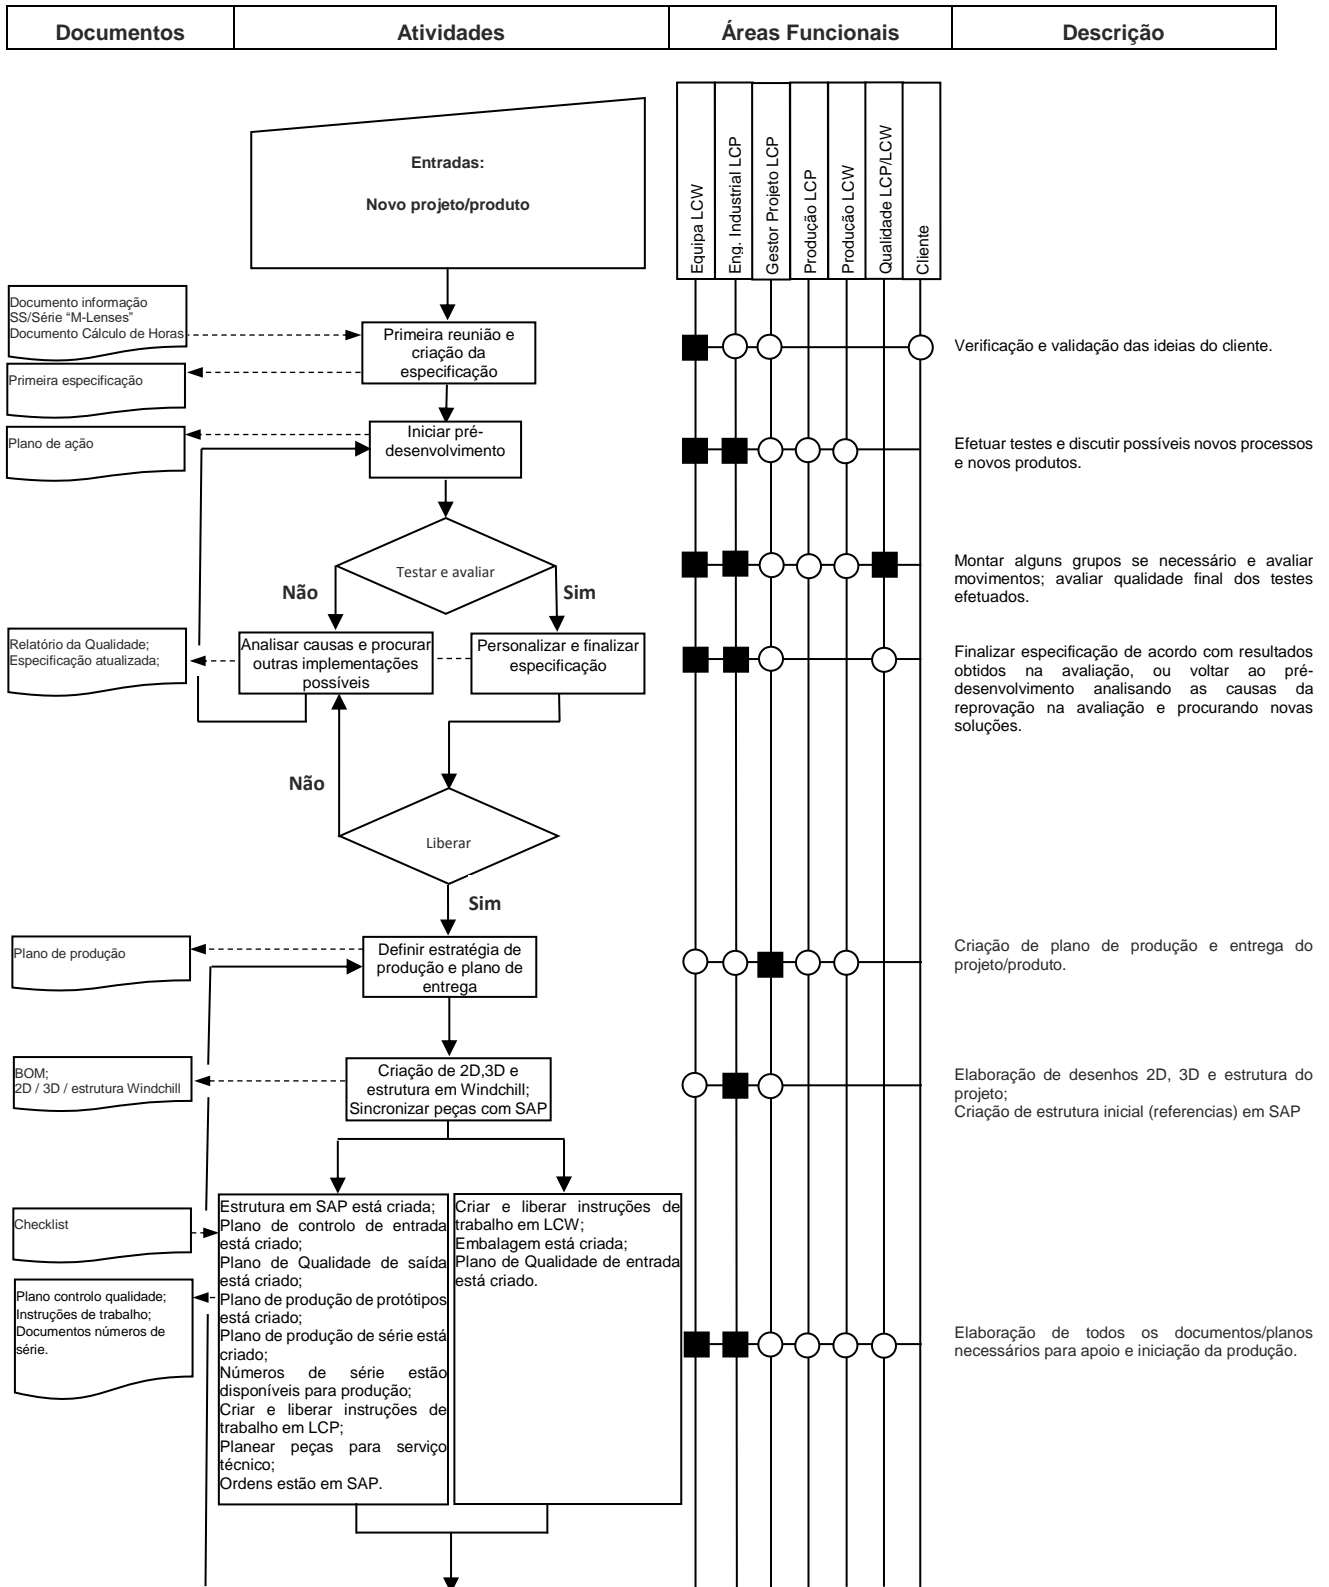 Documentos
Atividades
Áreas Funcionais
Descrição
Entradas:
Novo projeto/produto
Equipa LCW
Eng. Industrial LCP
Gestor Projeto LCP
Produção LCP
Produção LCW
Qualidade LCP/LCW
Cliente
Documento informação
SS/Série “M-Lenses”
Documento Cálculo de Horas
Primeira reunião e
criação da
especificação
Verificação e validação das ideias do cliente.
Primeira especificação
Plano de ação
Iniciar pré-
desenvolvimento
Efetuar testes e discutir possíveis novos processos
e novos produtos.
Testar e avaliar
Não
Sim
Montar alguns grupos se necessário e avaliar
movimentos; avaliar qualidade final dos testes
efetuados.
Relatório da Qualidade;
Especificação atualizada;
Analisar causas e procurar
outras implementações
possíveis
Personalizar e finalizar
especificação
Finalizar especificação de acordo com resultados
obtidos na avaliação, ou voltar ao pré-
desenvolvimento analisando as causas da
reprovação na avaliação e procurando novas
soluções.
Não
Liberar
Sim
Plano de produção
Definir estratégia de
produção e plano de
entrega
Criação de plano de produção e entrega do
projeto/produto.
BOM;
2D / 3D / estrutura Windchill
Criação de 2D,3D e
estrutura em Windchill;
Sincronizar peças com SAP
Elaboração de desenhos 2D, 3D e estrutura do
projeto;
Criação de estrutura inicial (referencias) em SAP
Checklist
Plano controlo qualidade;
Instruções de trabalho;
Documentos números de
série.
Estrutura em SAP está criada;
Plano de controlo de entrada
está criado;
Plano de Qualidade de saída
está criado;
Plano de produção de protótipos
está criado;
Plano de produção de série está
criado;
Números de série estão
disponíveis para produção;
Criar e liberar instruções de
trabalho em LCP;
Planear peças para serviço
técnico;
Ordens estão em SAP.
Criar e liberar instruções de
trabalho em LCW;
Embalagem está criada;
Plano de Qualidade de entrada
está criado.
Elaboração de todos os documentos/planos
necessários para apoio e iniciação da produção.